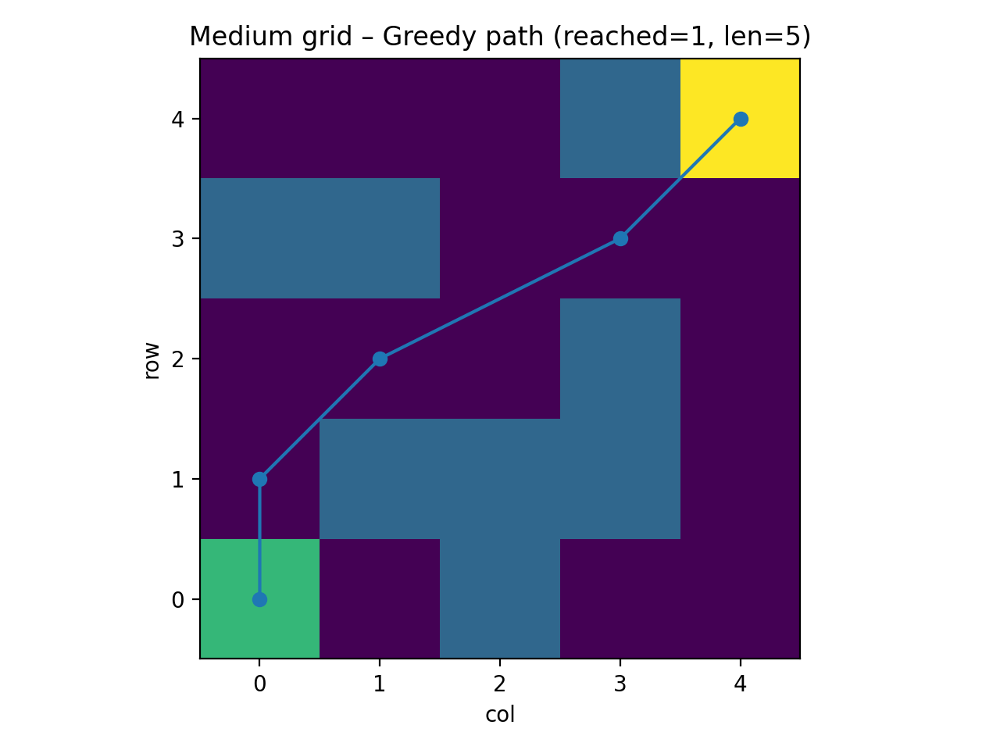 Medium grid – Greedy path (reached=1, len=5)
4
3
2
1
0
row
0 1 2 3 4
col